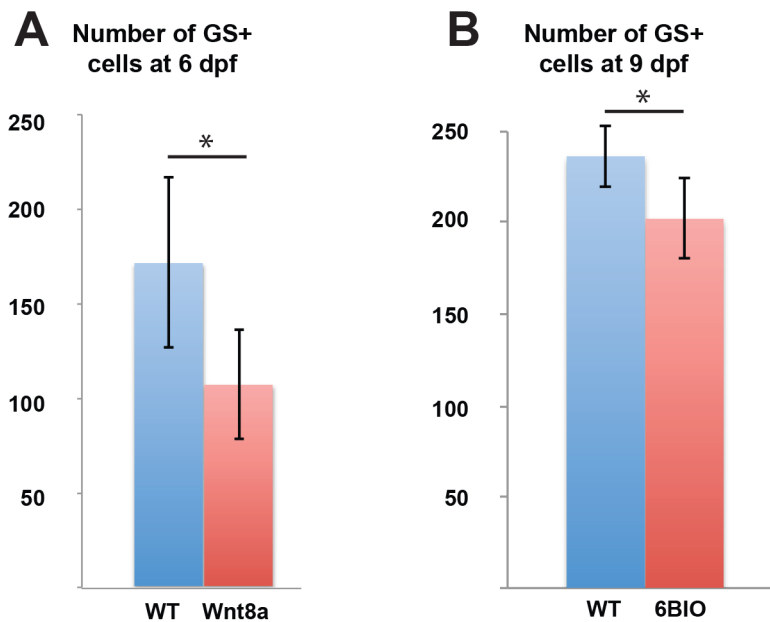 A
Number of GS+
cells at 6 dpf
250
200
150
100
50
*
WT Wnt8a
B
Number of GS+
cells at 9 dpf
250
200
150
100
50
*
WT 6BIO